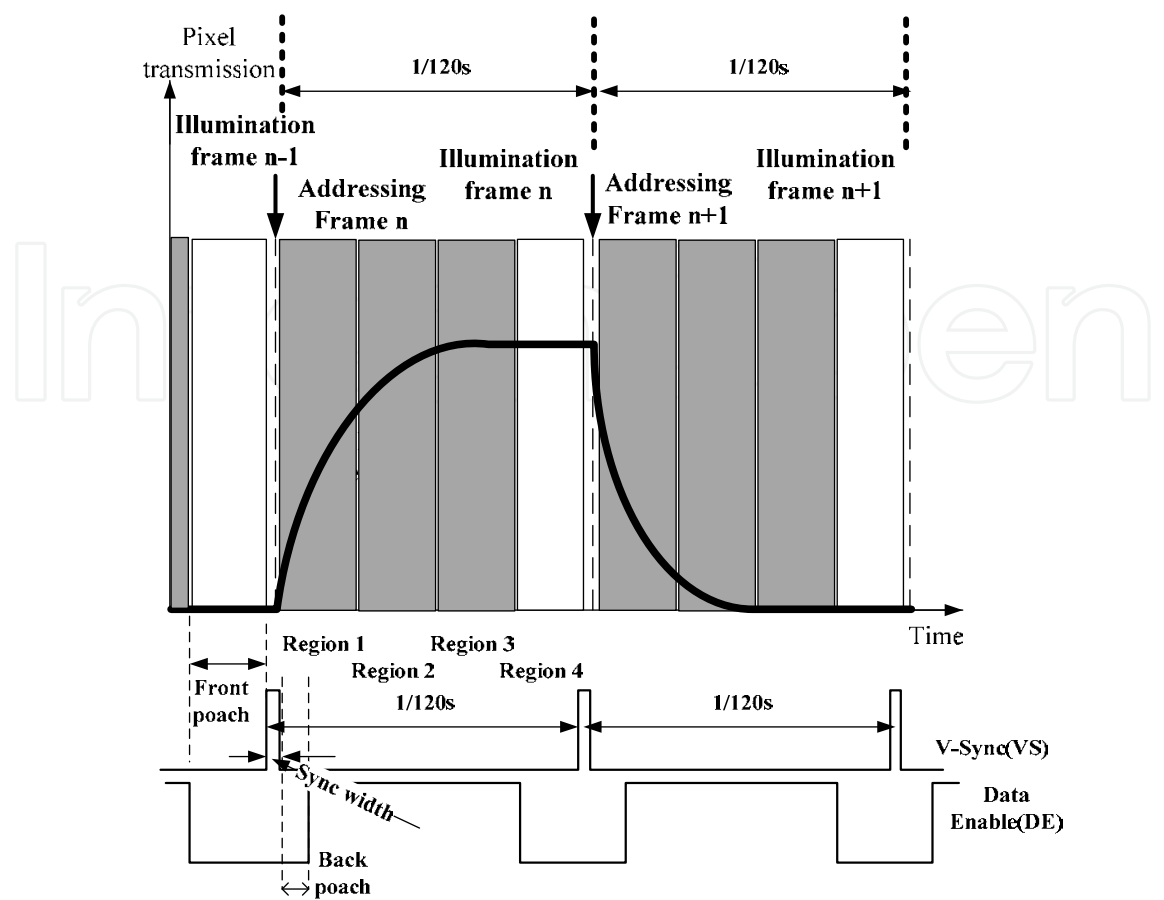 Pixel
transmission
1/120s
1/120s
Illumination
frame n-1
Illumination
frame n
Illumination
frame n+1
Addressing
Frame n
Addressing
Frame n+1
In
en
Time
Region 1
Region 2
Region 3
Region 4
Front
poach
1/120s
1/120s
V-Sync(VS)
Sync width
Data
Enable(DE)
Back
poach